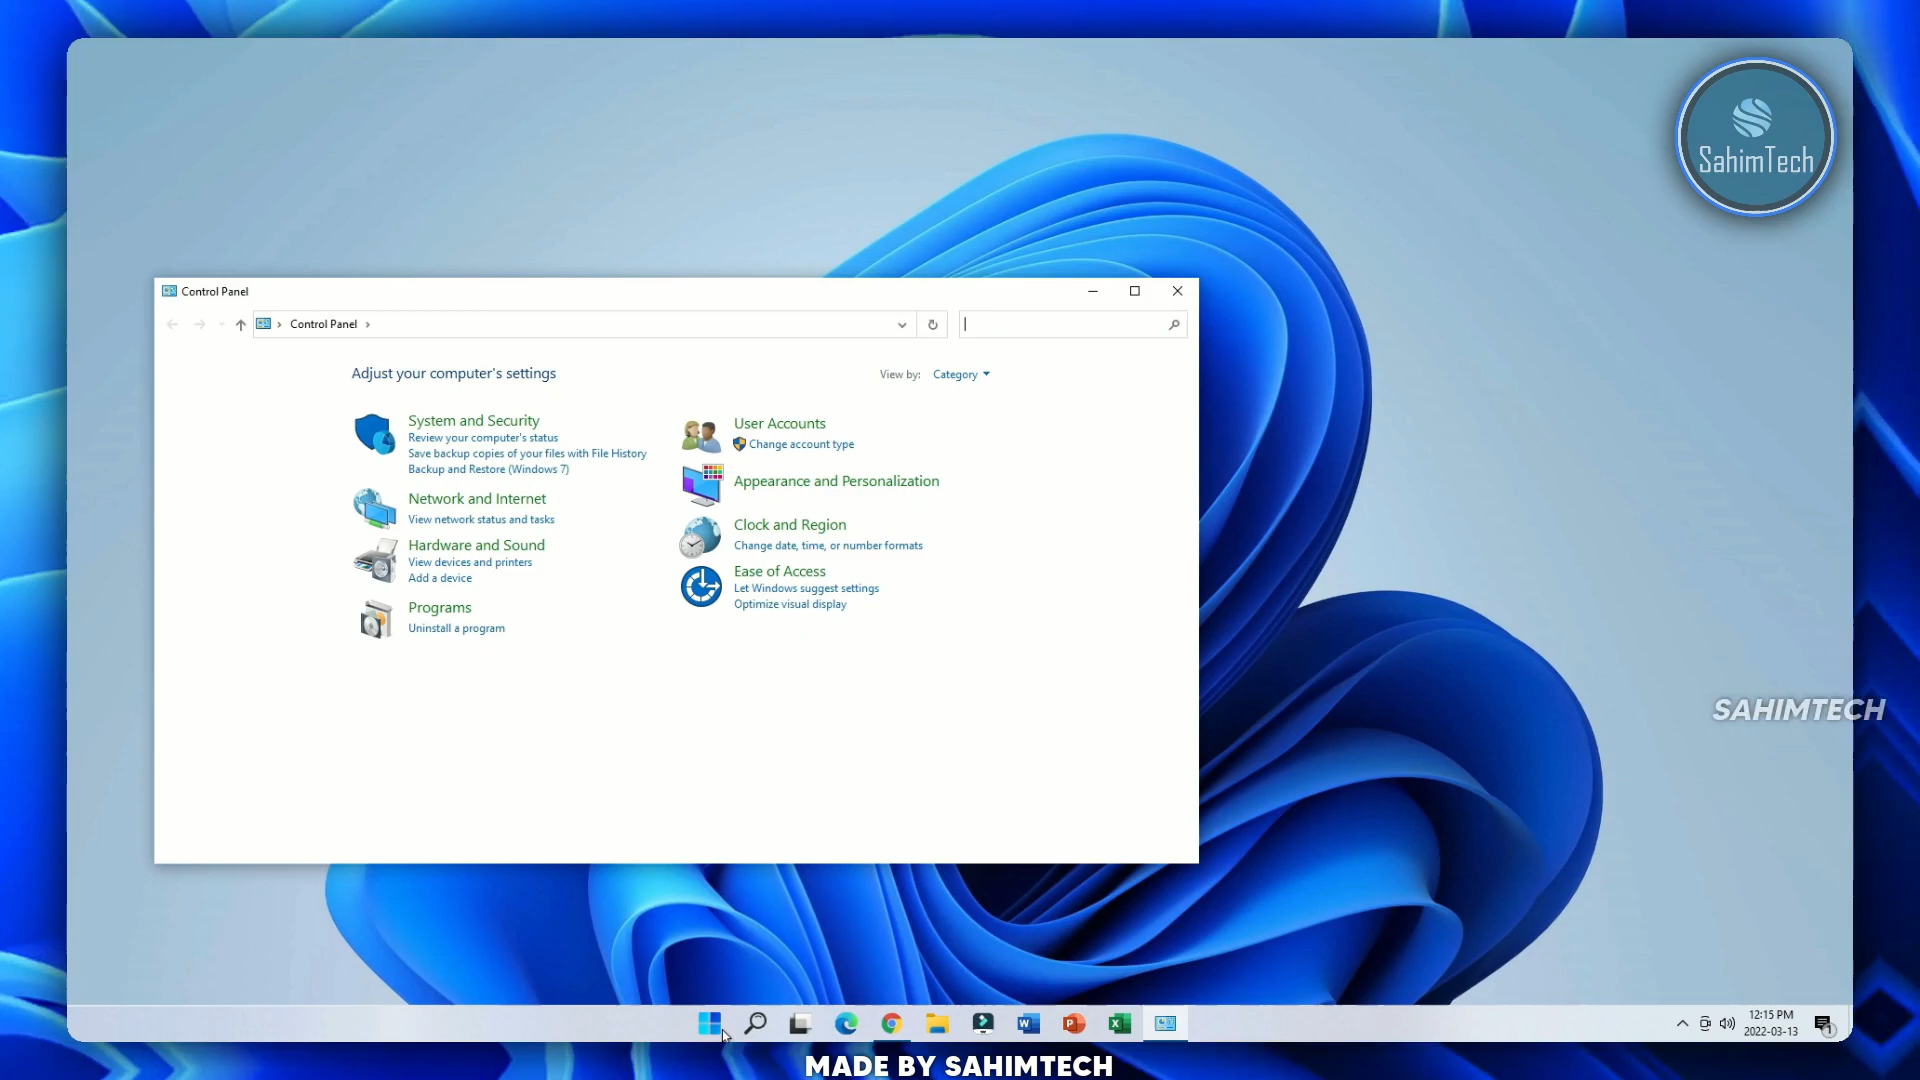 SahimTech
Control Panel
Control Panel
Adjust your computer's settings
View by: Category
System and Security
Review your computer's status
Save backup copies of your files with File History
Backup and Restore (Windows 7)
Network and Internet
View network status and tasks
Hardware and Sound
View devices and printers
Add a device
Programs
Uninstall a program
User Accounts
Change account type
Appearance and Personalization
Clock and Region
Change date, time, or number formats
Ease of Access
Let Windows suggest settings
Optimize visual display
SAHIMTECH
W
P
X
12:15 PM
2022-03-13
1
MADE BY SAHIMTECH